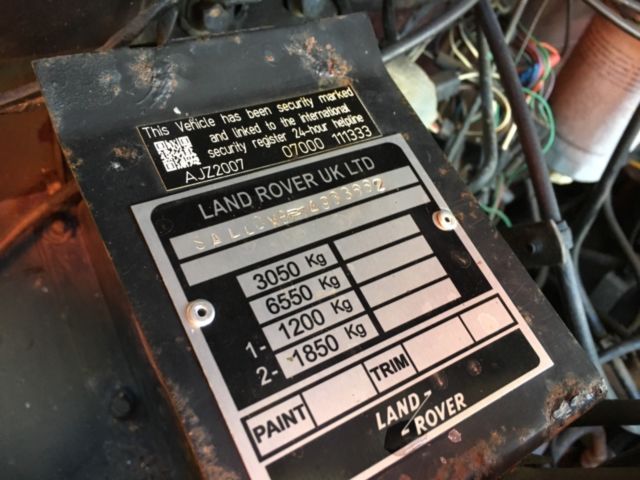 This Vehicle has been security marked
and linked to the international
security register 24-hour helpline
AJZ2007 07000 111333
LAND ROVER UK LTD
3050 Kg
6550 Kg
1- 1200 Kg
2- 1850 Kg
PAINT TRIM
LAND
ROVER